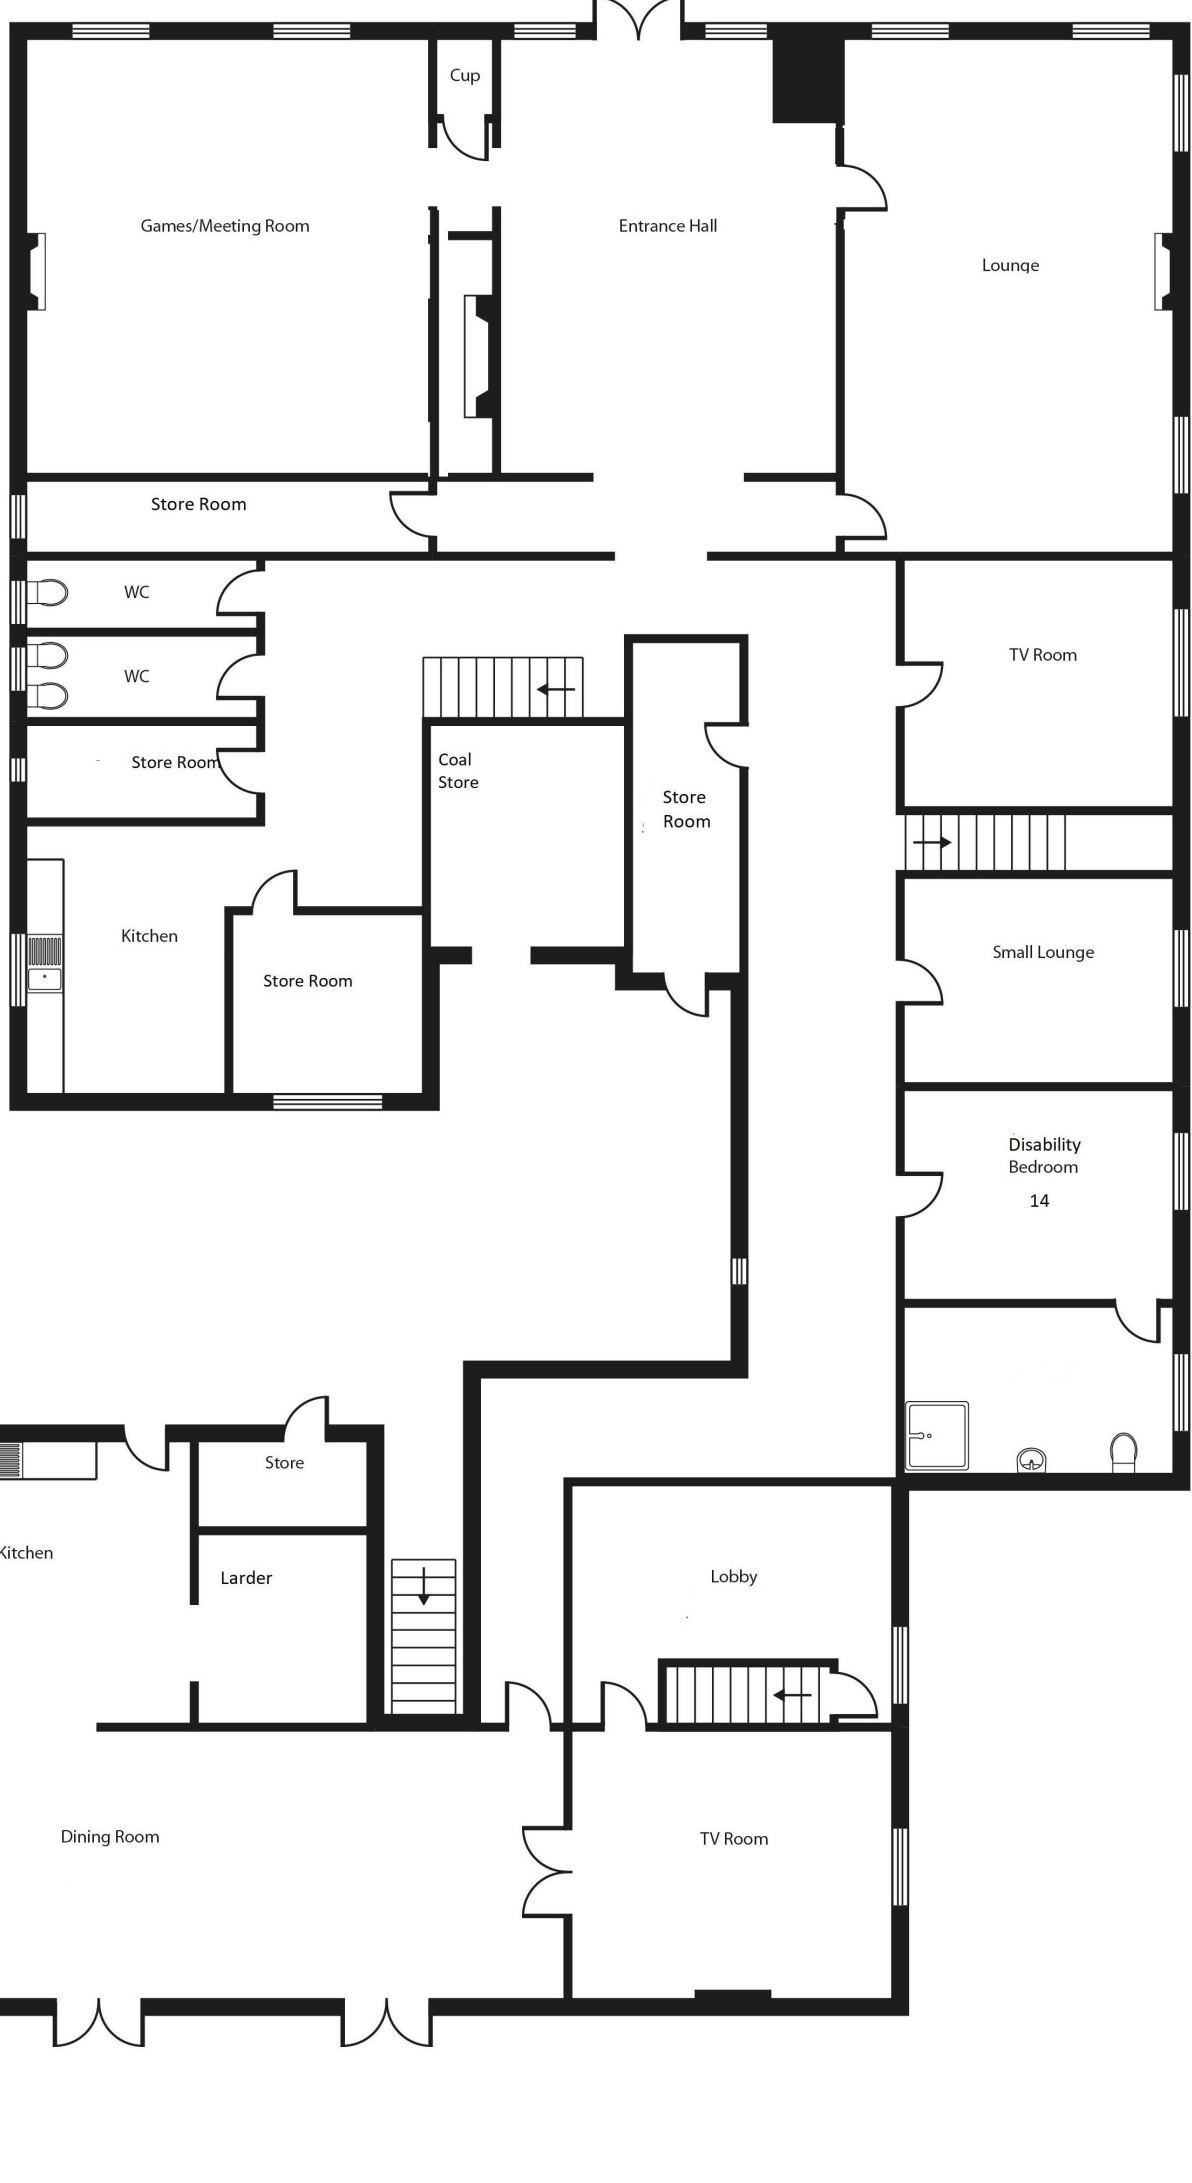 Cup
Games/Meeting Room
Entrance Hall
Lounge
Store Room
WC
TV Room
WC
Coal
Store
Store Room
Store
Room
Kitchen
Small Lounge
Store Room
Disability
Bedroom
14
Store
Kitchen
Larder
Lobby
Dining Room
TV Room